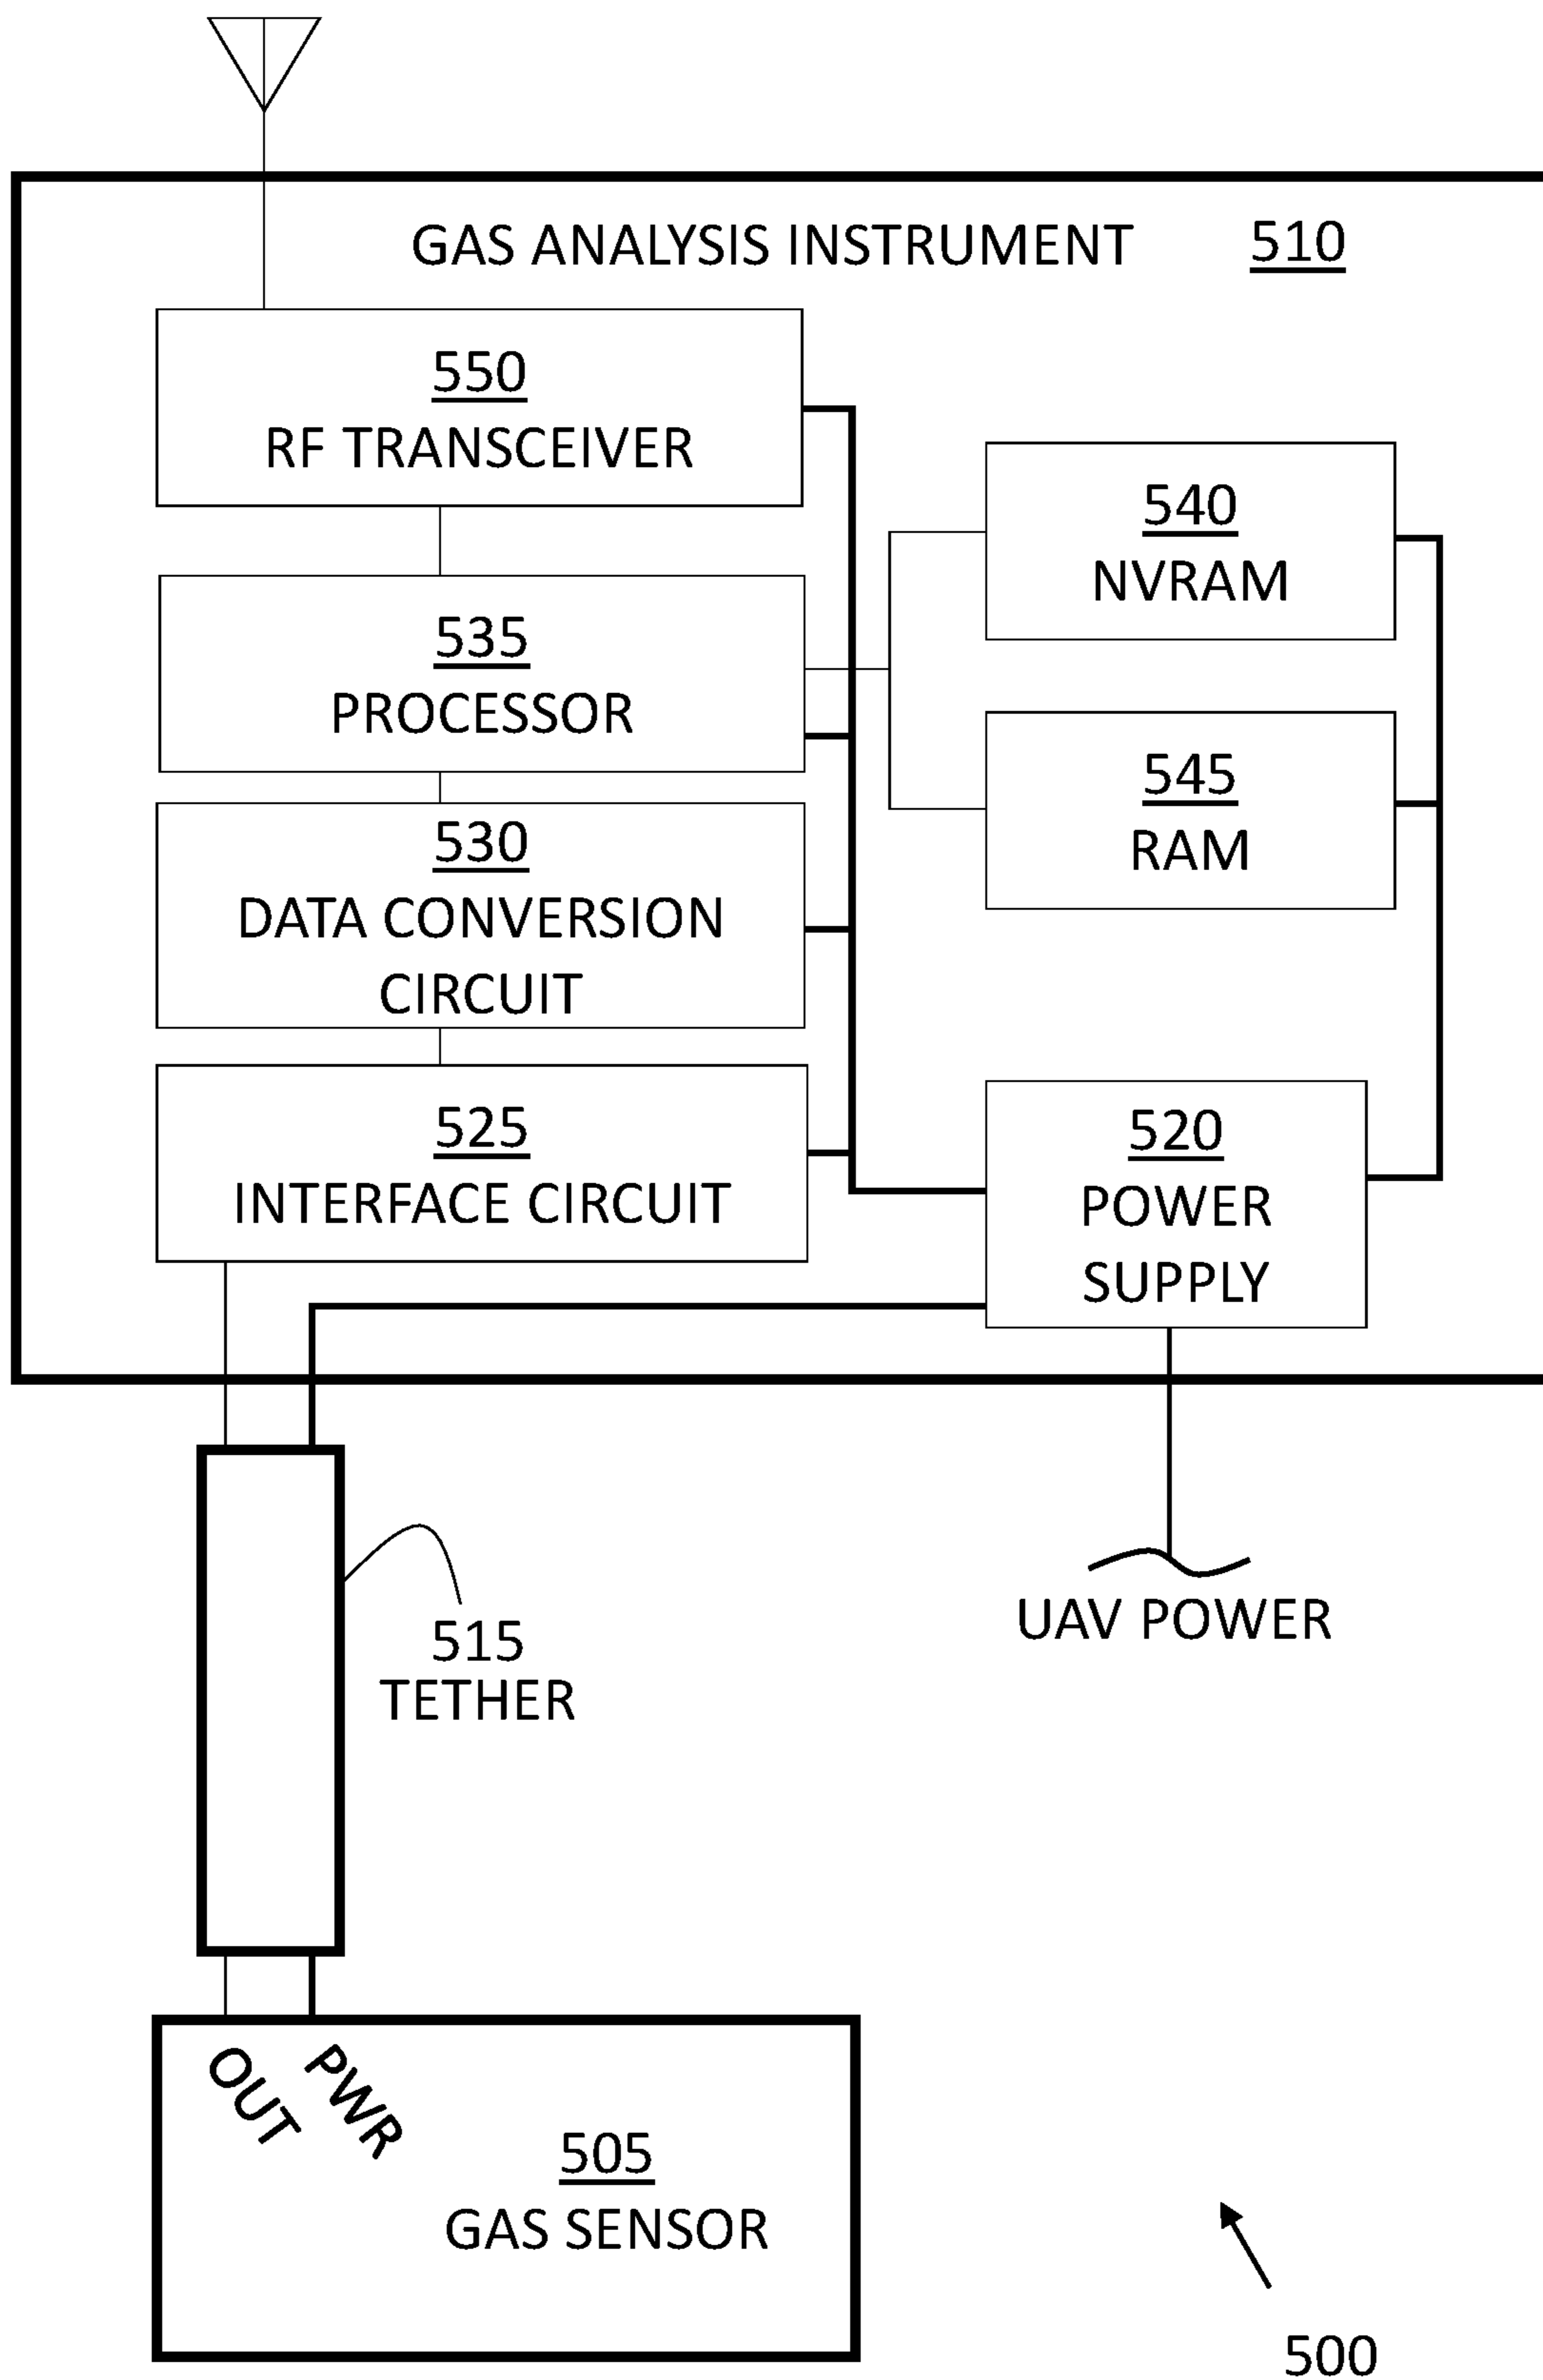 GAS ANALYSIS INSTRUMENT 510
550
RF TRANSCEIVER
540
NVRAM
535
PROCESSOR
545
RAM
530
DATA CONVERSION
CIRCUIT
525
INTERFACE CIRCUIT
520
POWER
SUPPLY
515
TETHER
UAV POWER
OUT
PWR
505
GAS SENSOR
500